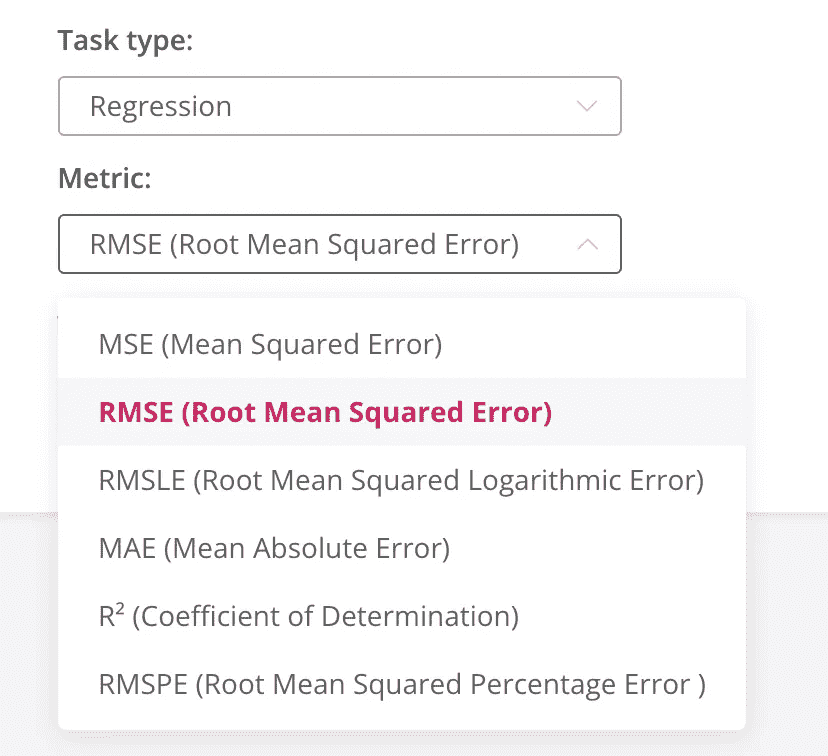 Task type:
Regression
Metric:
RMSE (Root Mean Squared Error)
MSE (Mean Squared Error)
RMSE (Root Mean Squared Error)
RMSLE (Root Mean Squared Logarithmic Error)
MAE (Mean Absolute Error)
R² (Coefficient of Determination)
RMSPE (Root Mean Squared Percentage Error )